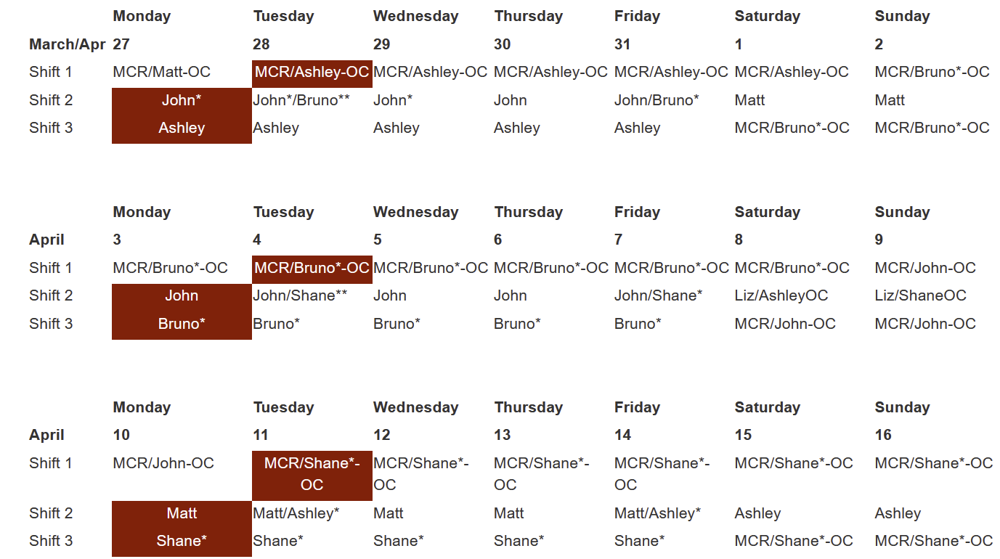 Monday Tuesday Wednesday Thursday Friday Saturday Sunday
March/Apr 27 28 29 30 31 1 2
Shift 1 MCR/Matt-OC MCR/Ashley-OC MCR/Ashley-OC MCR/Ashley-OC MCR/Ashley-OC MCR/Ashley-OC MCR/Bruno*-OC
Shift 2 John* John*/Bruno** John* John John/Bruno* Matt Matt
Shift 3 Ashley Ashley Ashley Ashley Ashley MCR/Bruno*-OC MCR/Bruno*-OC
Monday Tuesday Wednesday Thursday Friday Saturday Sunday
April 3 4 5 6 7 8 9
Shift 1 MCR/Bruno*-OC MCR/Bruno*-OC MCR/Bruno*-OC MCR/Bruno*-OC MCR/Bruno*-OC MCR/Bruno*-OC MCR/John-OC
Shift 2 John John/Shane** John John John/Shane* Liz/AshleyOC Liz/ShaneOC
Shift 3 Bruno* Bruno* Bruno* Bruno* Bruno* MCR/John-OC MCR/John-OC
Monday Tuesday Wednesday Thursday Friday Saturday Sunday
April 10 11 12 13 14 15 16
Shift 1 MCR/John-OC MCR/Shane*- MCR/Shane*- MCR/Shane*- MCR/Shane*- MCR/Shane*-OC MCR/Shane*-OC
OC OC OC OC
Shift 2 Matt Matt/Ashley* Matt Matt Matt/Ashley* Ashley Ashley
Shift 3 Shane* Shane* Shane* Shane* Shane* MCR/Shane*-OC MCR/Shane*-OC